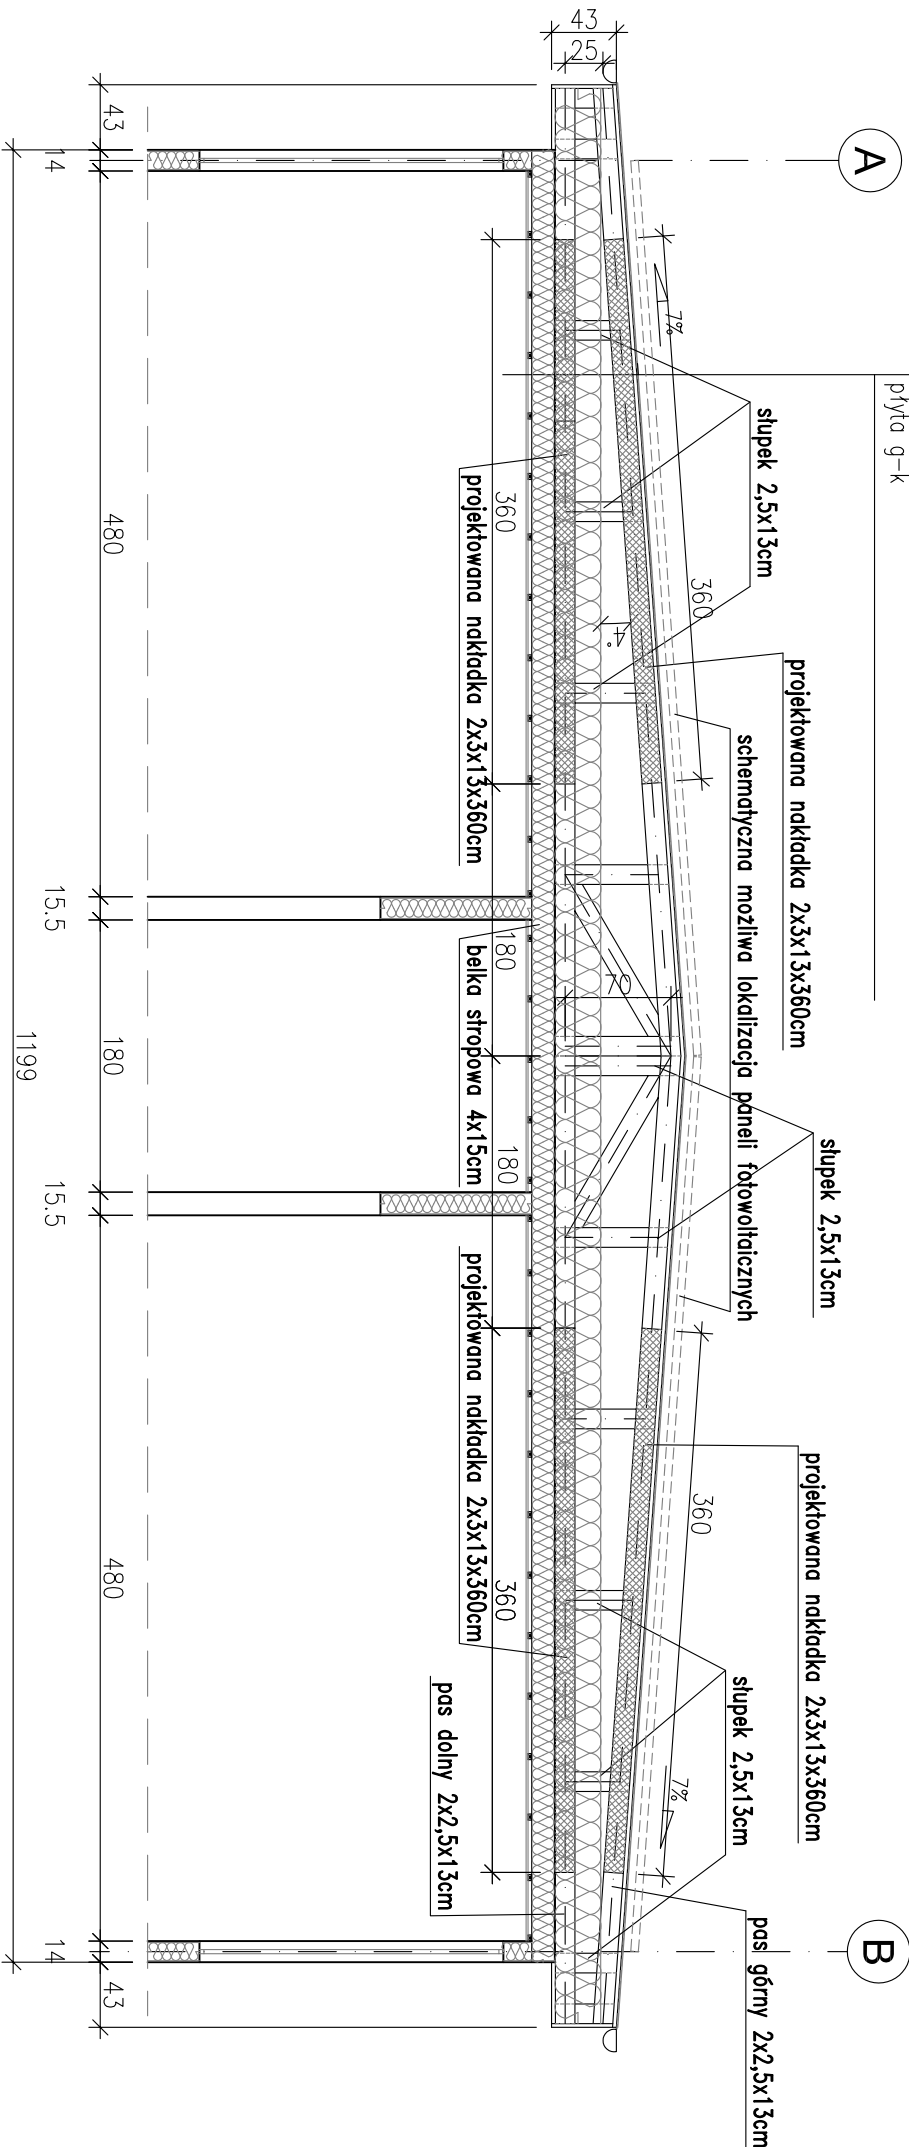 A
B
płyta g-k
43
25
7%
7%
360
360
4°
70
słupek 2,5x13cm
projektowana nakładka 2x3x13x360cm
schematyczna możliwa lokalizacja paneli fotowoltaicznych
słupek 2,5x13cm
projektowana nakładka 2x3x13x360cm
słupek 2,5x13cm
pas górny 2x2,5x13cm
360
180
180
360
projektowana nakładka 2x3x13x360cm
belka stropowa 4x15cm
projektowana nakładka 2x3x13x360cm
pas dolny 2x2,5x13cm
43
480
180
480
43
14
15.5
15.5
14
1199